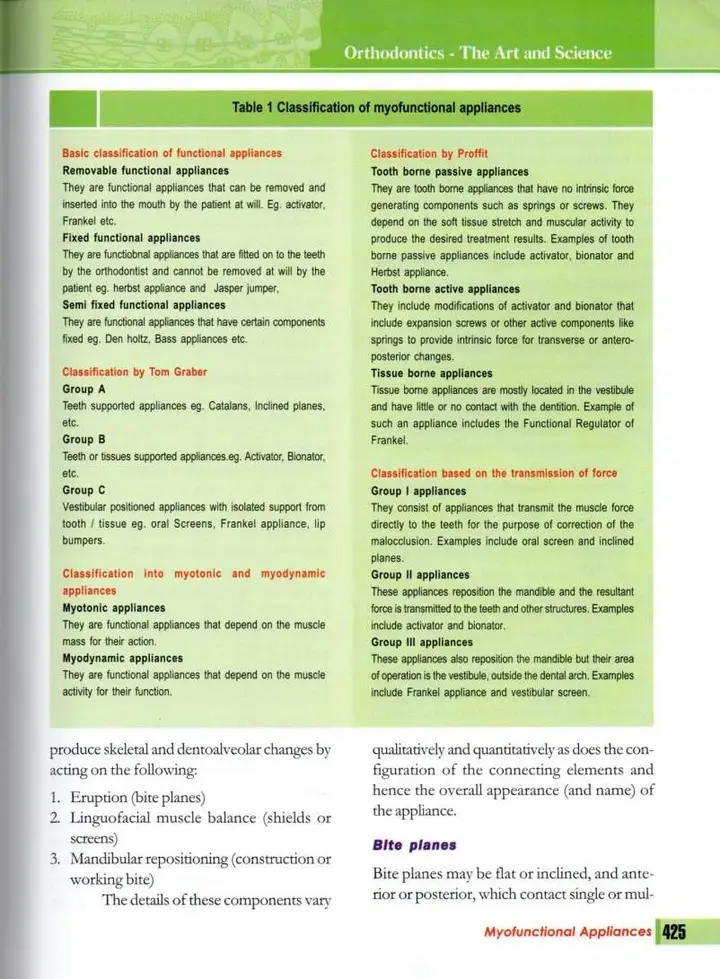 Orthodontics - The Art and Science
Table 1 Classification of myofunctional appliances
Basic classification of functional appliances
Removable functional appliances
They are functional appliances that can be removed and
inserted into the mouth by the patient at will. Eg. activator,
Frankel etc.
Fixed functional appliances
They are functiobnal appliances that are fitted on to the teeth
by the orthodontist and cannot be removed at will by the
patient eg. herbst appliance and Jasper jumper,
Semi fixed functional appliances
They are functional appliances that have certain components
fixed eg. Den holtz, Bass appliances etc.
Classification by Tom Graber
Group A
Teeth supported appliances eg. Catalans, Inclined planes,
etc.
Group B
Teeth or tissues supported appliances.eg. Activator, Bionator,
etc.
Group C
Vestibular positioned appliances with isolated support from
tooth / tissue eg. oral Screens, Frankel appliance, lip
bumpers.
Classification into myotonic and myodynamic
appliances
Myotonic appliances
They are functional appliances that depend on the muscle
mass for their action.
Myodynamic appliances
They are functional appliances that depend on the muscle
activity for their function.
Classification by Proffit
Tooth borne passive appliances
They are tooth borne appliances that have no intrinsic force
generating components such as springs or screws. They
depend on the soft tissue stretch and muscular activity to
produce the desired treatment results. Examples of tooth
borne passive appliances include activator, bionator and
Herbst appliance.
Tooth borne active appliances
They include modifications of activator and bionator that
include expansion screws or other active components like
springs to provide intrinsic force for transverse or antero-
posterior changes.
Tissue borne appliances
Tissue borne appliances are mostly located in the vestibule
and have little or no contact with the dentition. Example of
such an appliance includes the Functional Regulator of
Frankel.
Classification based on the transmission of force
Group I appliances
They consist of appliances that transmit the muscle force
directly to the teeth for the purpose of correction of the
malocclusion. Examples include oral screen and inclined
planes.
Group II appliances
These appliances reposition the mandible and the resultant
force is transmitted to the teeth and other structures. Examples
include activator and bionator.
Group III appliances
These appliances also reposition the mandible but their area
of operation is the vestibule, outside the dental arch. Examples
include Frankel appliance and vestibular screen.
produce skeletal and dentoalveolar changes by
acting on the following:
1. Eruption (bite planes)
2. Linguofacial muscle balance (shields or
screens)
3. Mandibular repositioning (construction or
working bite)
The details of these components vary
qualitatively and quantitatively as does the con-
figuration of the connecting elements and
hence the overall appearance (and name) of
the appliance.
Bite planes
Bite planes may be flat or inclined, and ante-
rior or posterior, which contact single or mul-
Myofunctional Appliances 425